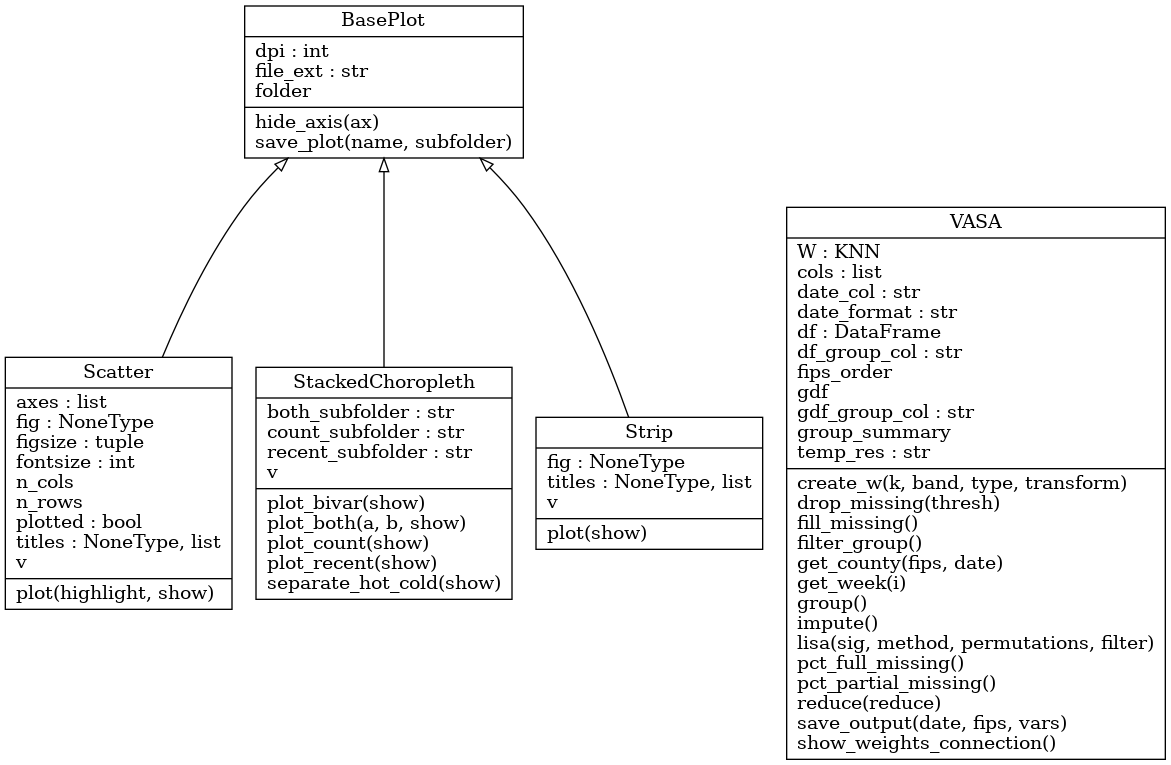 BasePlot
dpi : int
file_ext : str
folder
hide_axis(ax)
save_plot(name, subfolder)
Scatter
axes : list
fig : NoneType
figsize : tuple
fontsize : int
n_cols
n_rows
plotted : bool
titles : NoneType, list
v
plot(highlight, show)
StackedChoropleth
both_subfolder : str
count_subfolder : str
recent_subfolder : str
v
plot_bivar(show)
plot_both(a, b, show)
plot_count(show)
plot_recent(show)
separate_hot_cold(show)
Strip
fig : NoneType
titles : NoneType, list
v
plot(show)
VASA
W : KNN
cols : list
date_col : str
date_format : str
df : DataFrame
df_group_col : str
fips_order
gdf
gdf_group_col : str
group_summary
temp_res : str
create_w(k, band, type, transform)
drop_missing(thresh)
fill_missing()
filter_group()
get_county(fips, date)
get_week(i)
group()
impute()
lisa(sig, method, permutations, filter)
pct_full_missing()
pct_partial_missing()
reduce(reduce)
save_output(date, fips, vars)
show_weights_connection()